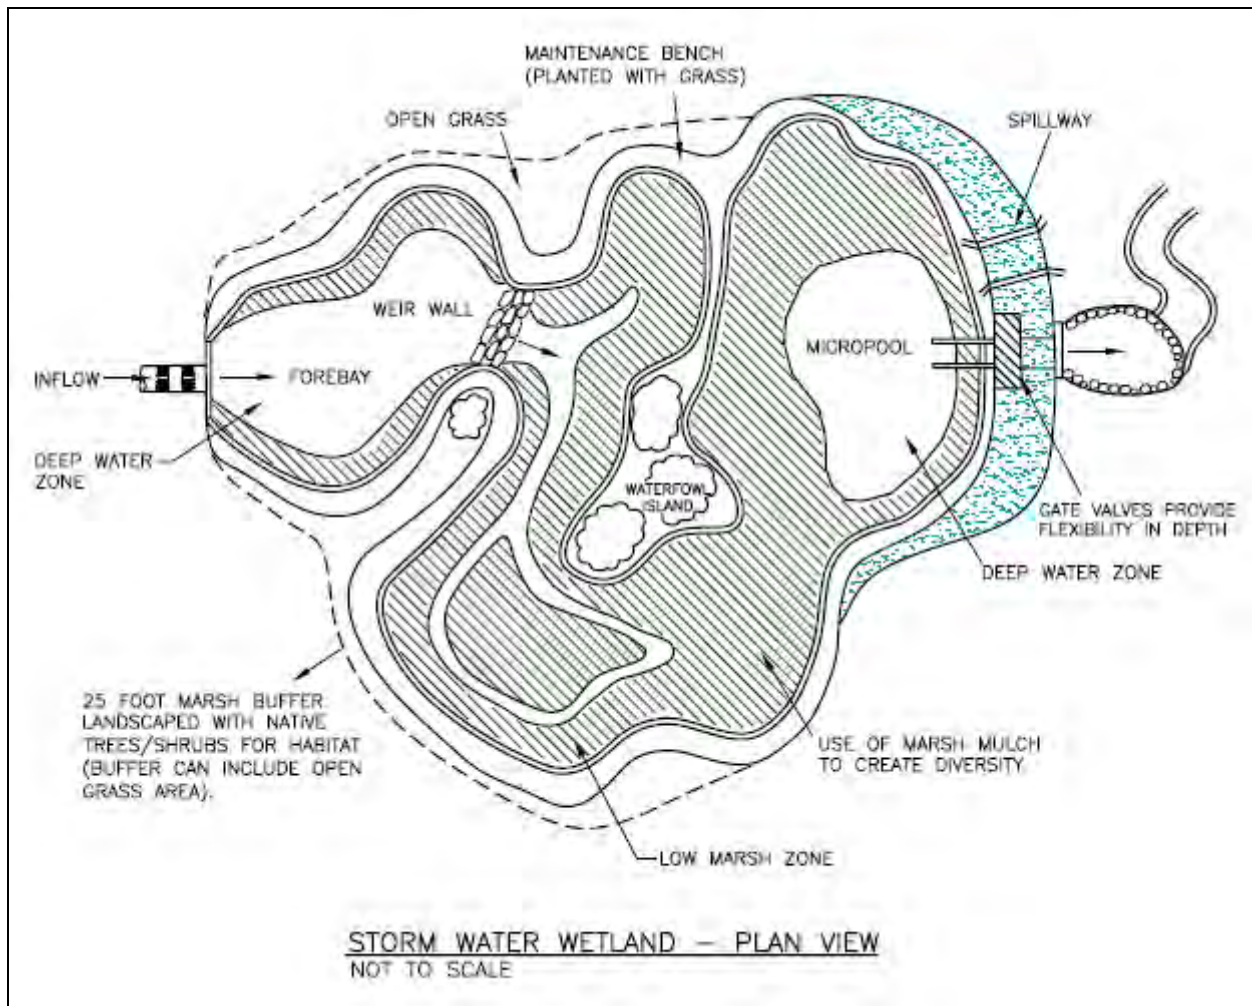 MAINTENANCE BENCH
(PLANTED WITH GRASS)
OPEN GRASS
SPILLWAY
WEIR WALL
MICROPOOL
INFLOW
FOREBAY
DEEP WATER
ZONE
WATERFOWL
ISLAND
GATE VALVES PROVIDE
FLEXIBILITY IN DEPTH
DEEP WATER ZONE
25 FOOT MARSH BUFFER
LANDSCAPED WITH NATIVE
TREES/SHRUBS FOR HABITAT
(BUFFER CAN INCLUDE OPEN
GRASS AREA).
USE OF MARSH MULCH
TO CREATE DIVERSITY.
LOW MARSH ZONE
STORM WATER WETLAND – PLAN VIEW
NOT TO SCALE